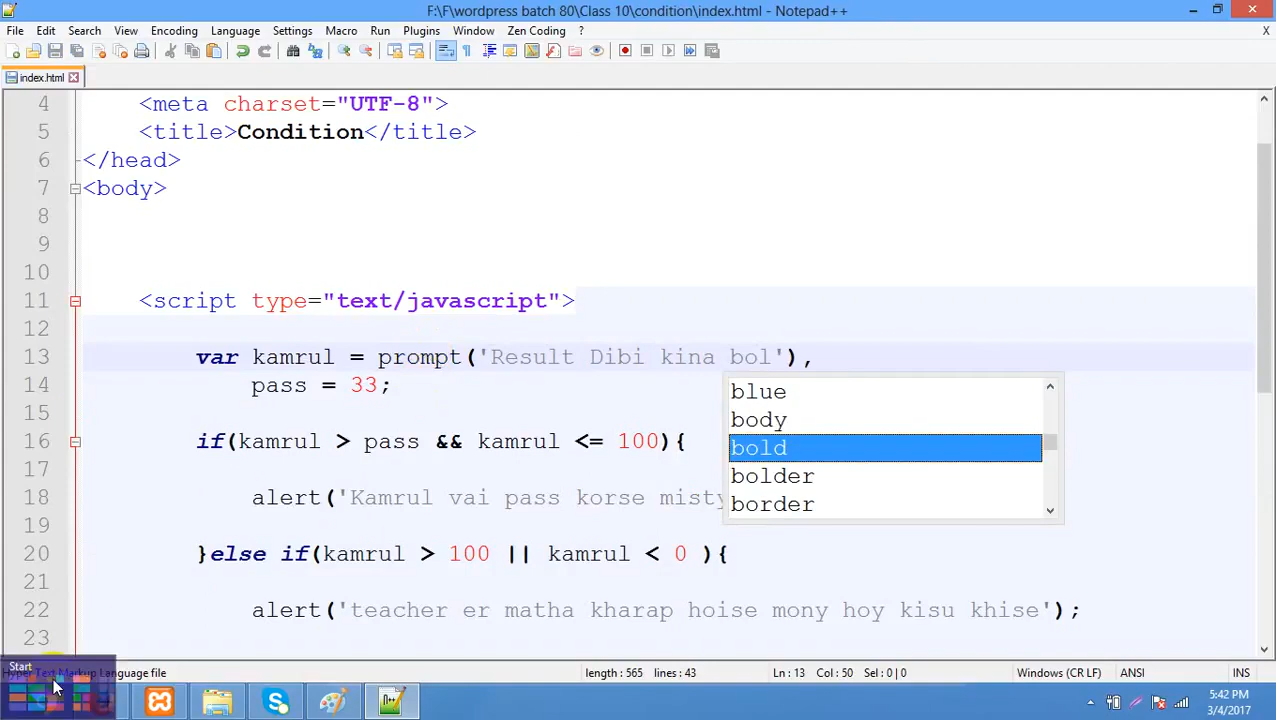 F:\F\wordpress batch 80\Class 10\condition\index.html - Notepad++
File Edit Search View Encoding Language Settings Macro Run Plugins Window Zen Coding ? X
index.html
4 <meta charset="UTF-8">
5 <title>Condition</title>
6 </head>
7 <body>
8
9
10
11 <script type="text/javascript">
12
13 var kamrul = prompt('Result Dibi kina bol'),
14 pass = 33;
15
16 if(kamrul > pass && kamrul <= 100){
17
18 alert('Kamrul vai pass korse misty
19
20 }else if(kamrul > 100 || kamrul < 0 ){
21
22 alert('teacher er matha kharap hoise mony hoy kisu khise');
23
blue
body
bold
bolder
border
Start
Hyper Text Markup Language file length : 565 lines : 43 Ln : 13 Col : 50 Sel : 0 | 0 Windows (CR LF) ANSI INS
5:42 PM
3/4/2017